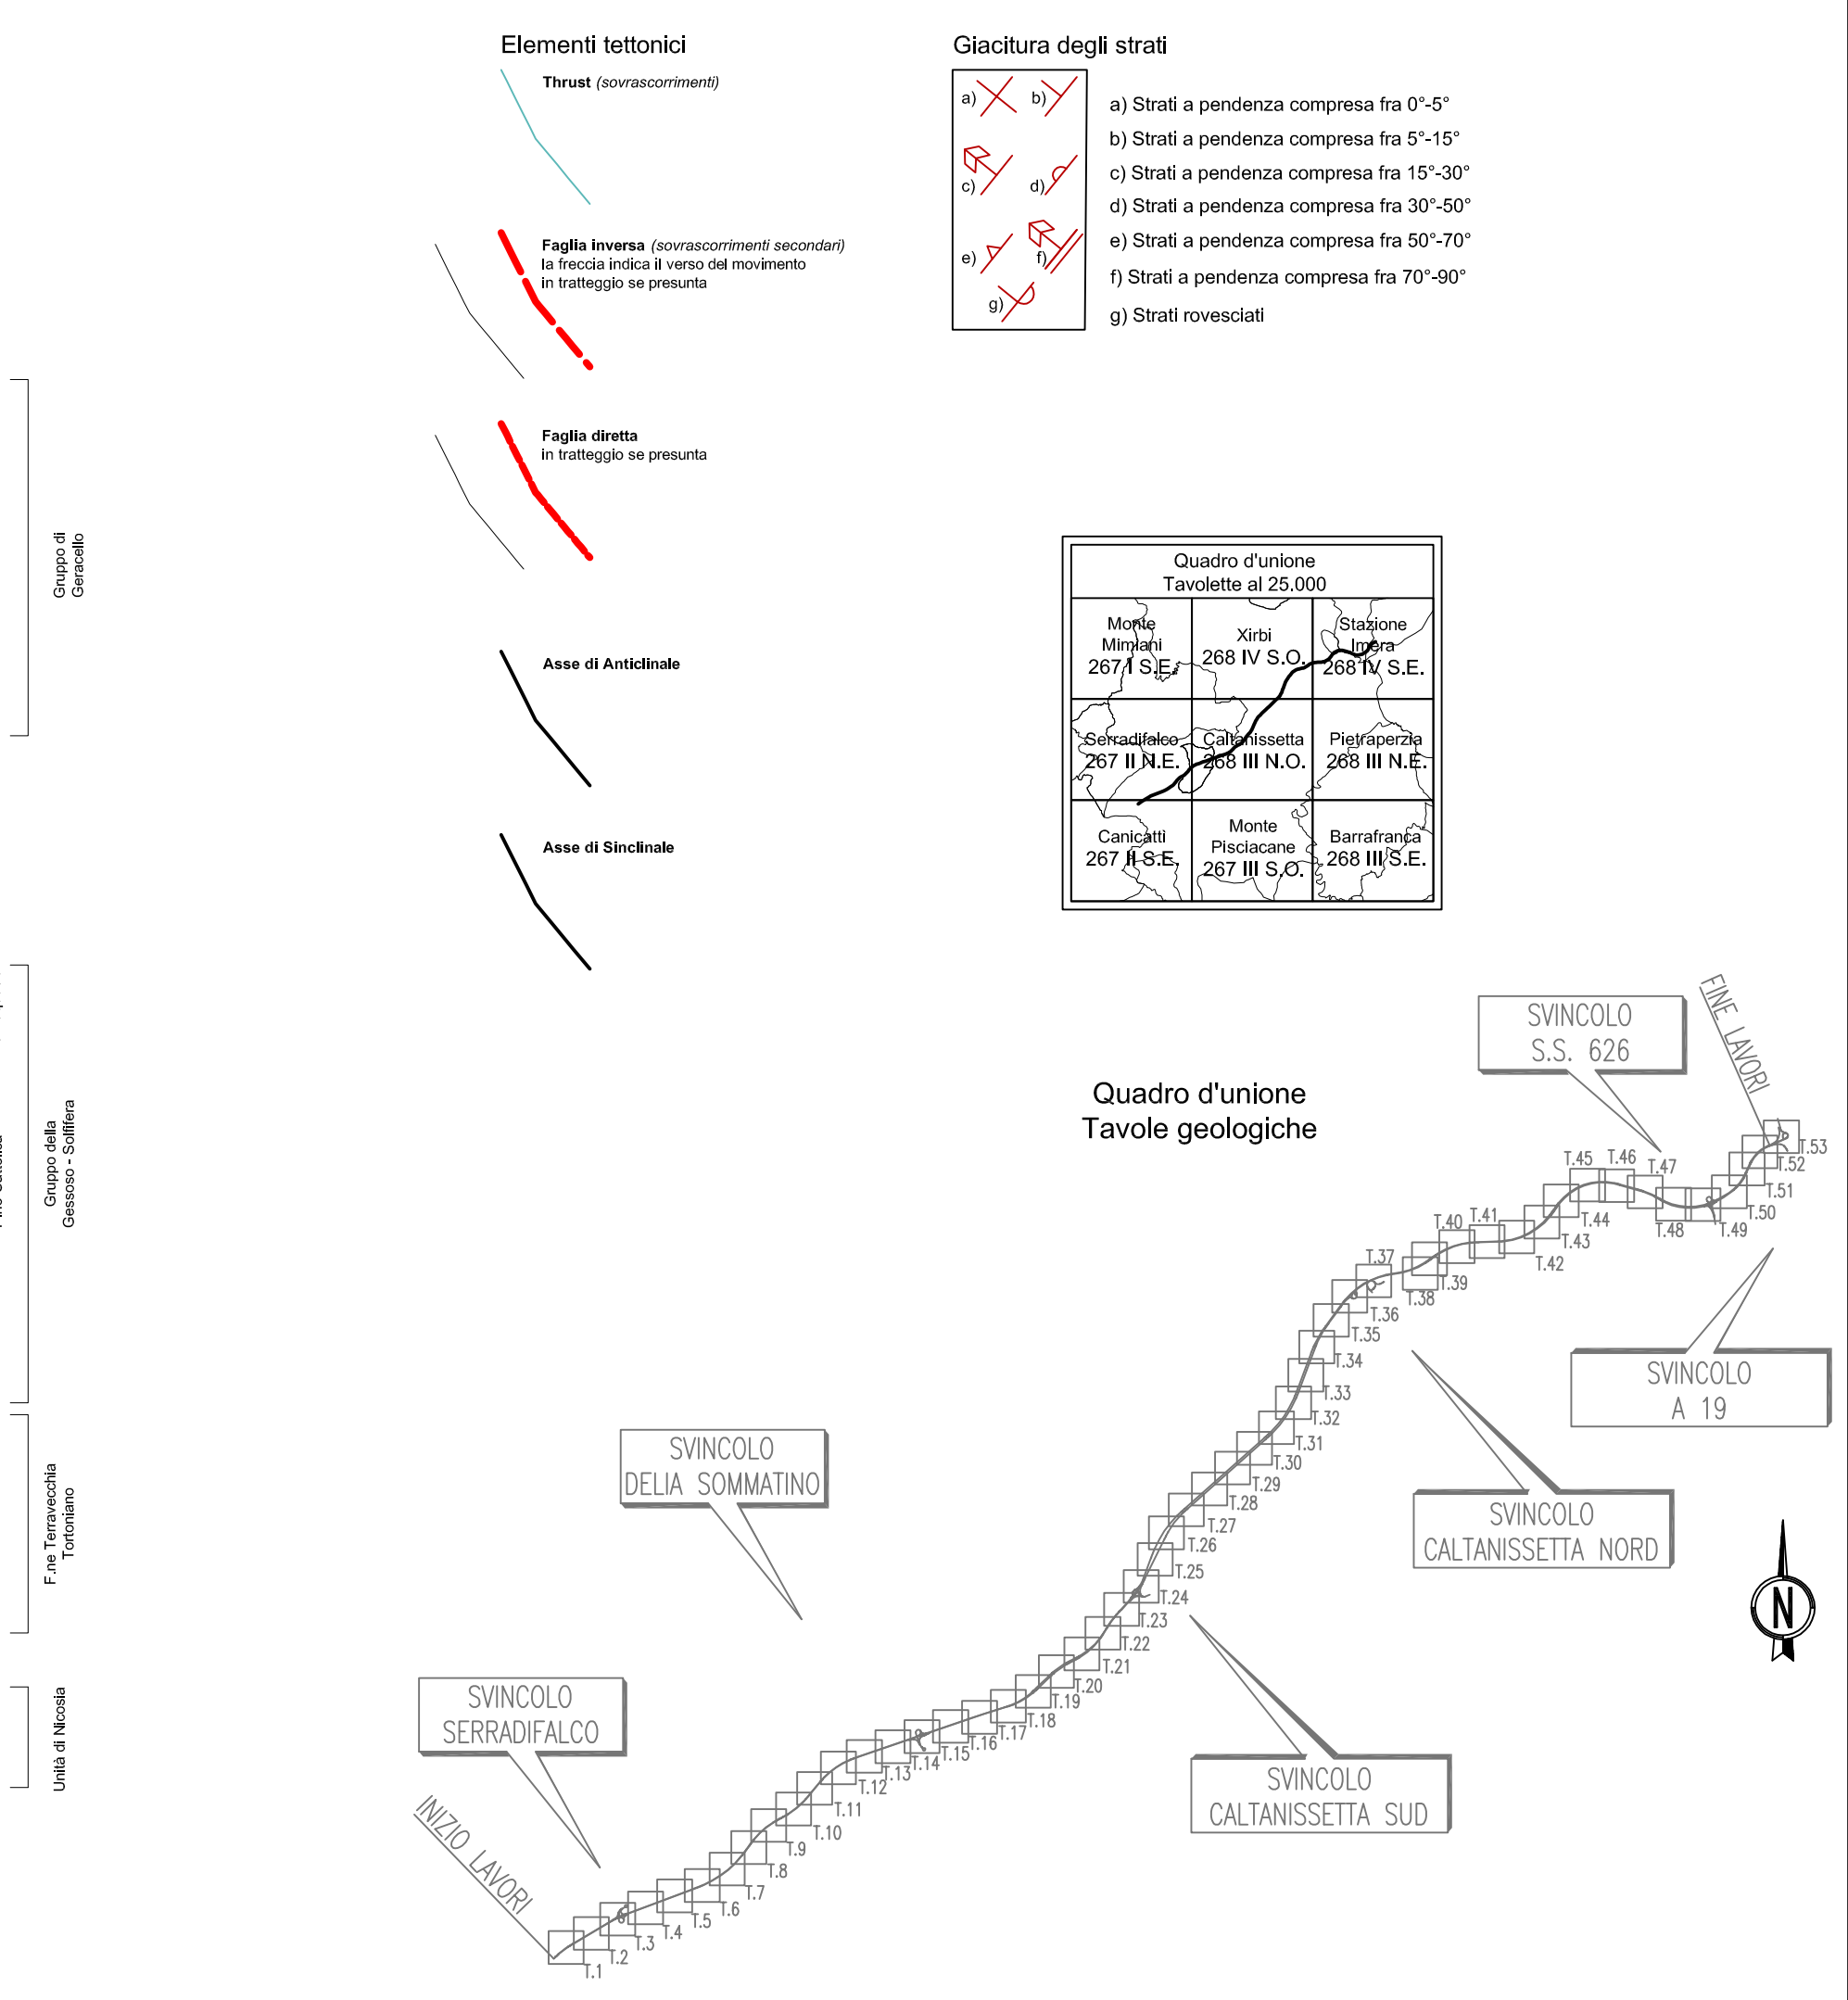 Elementi tettonici
Thrust (sovrascorrimenti)
Faglia inversa (sovrascorrimenti secondari)
la freccia indica il verso del movimento
in tratteggio se presunta
Faglia diretta
in tratteggio se presunta
Asse di Anticlinale
Asse di Sinclinale
Giacitura degli strati
a)
b)
c)
d)
e)
f)
g)
a) Strati a pendenza compresa fra 0°-5°
b) Strati a pendenza compresa fra 5°-15°
c) Strati a pendenza compresa fra 15°-30°
d) Strati a pendenza compresa fra 30°-50°
e) Strati a pendenza compresa fra 50°-70°
f) Strati a pendenza compresa fra 70°-90°
g) Strati rovesciati
Gruppo di
Geracello
Gruppo della
Gessoso - Solfifera
F.ne Terravecchia
Tortoniano
Unità di Nicosia
Quadro d'unione
Tavolette al 25.000
Monte
Mimiani
267 I S.E.
Xirbi
268 IV S.O.
Stazione
Imera
268 IV S.E.
Serradifalco
267 II N.E.
Caltanissetta
268 III N.O.
Pietraperzia
268 III N.E.
Canicattì
267 II S.E.
Monte
Pisciacane
267 III S.O.
Barrafranca
268 III S.E.
Quadro d'unione
Tavole geologiche
SVINCOLO
S.S. 626
FINE LAVORI
SVINCOLO
A 19
SVINCOLO
CALTANISSETTA NORD
SVINCOLO
DELIA SOMMATINO
SVINCOLO
CALTANISSETTA SUD
SVINCOLO
SERRADIFALCO
INIZIO LAVORI
T.1
T.2
T.3
T.4
T.5
T.6
T.7
T.8
T.9
T.10
T.11
T.12
T.13
T.14
T.15
T.16
T.17
T.18
T.19
T.20
T.21
T.22
T.23
T.24
T.25
T.26
T.27
T.28
T.29
T.30
T.31
T.32
T.33
T.34
T.35
T.36
T.37
T.38
T.39
T.40
T.41
T.42
T.43
T.44
T.45
T.46
T.47
T.48
T.49
T.50
T.51
T.52
T.53
N